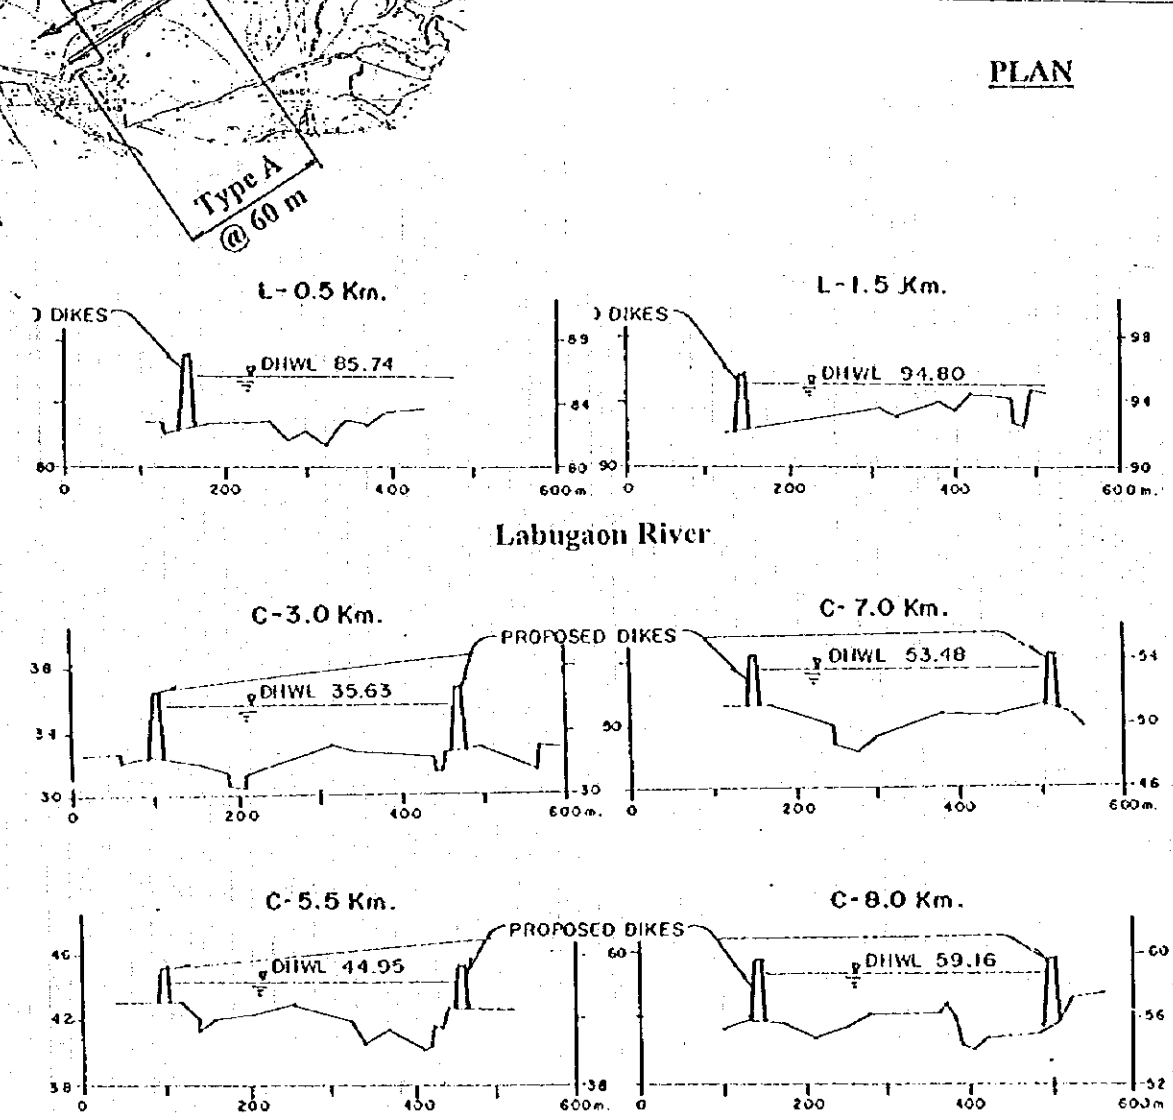 PLAN
Type A
@ 60 m
L-0.5 Km.
L-1.5 Km.
DIKES
DIKES
DHWL 85.74
DHWL 94.80
89
84
80
80
0 200 400 600m.
98
94
90
90
0 200 400 600m.
Labugaon River
C-3.0 Km.
C-7.0 Km.
PROPOSED DIKES
DHWL 35.63
DHWL 53.48
38
34
30
30
0 200 400 600m.
54
50
50
46
0 200 400 600m.
C-5.5 Km.
C-8.0 Km.
PROPOSED DIKES
DHWL 44.95
DHWL 59.16
46
42
38
38
0 200 400 600m.
60
60
56
52
0 200 400 600m.